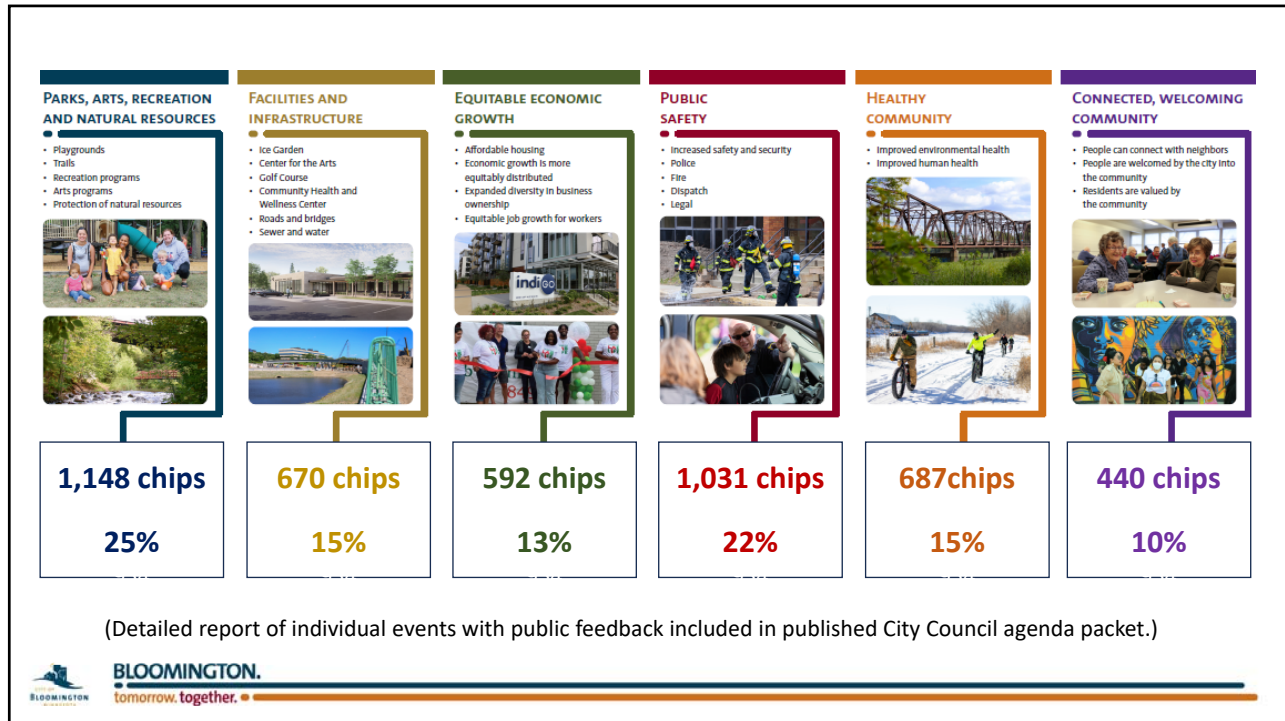 PARKS, ARTS, RECREATION
AND NATURAL RESOURCES
• Playgrounds
• Trails
• Recreation programs
• Arts programs
• Protection of natural resources
1,148 chips
25%
FACILITIES AND
INFRASTRUCTURE
• Ice Garden
• Center for the Arts
• Golf Course
• Community Health and
Wellness Center
• Roads and bridges
• Sewer and water
670 chips
15%
EQUITABLE ECONOMIC
GROWTH
• Affordable housing
• Economic growth is more
equitably distributed
• Expanded diversity in business
ownership
• Equitable job growth for workers
indiGO
592 chips
13%
PUBLIC
SAFETY
• Increased safety and security
• Police
• Fire
• Dispatch
• Legal
1,031 chips
22%
HEALTHY
COMMUNITY
• Improved environmental health
• Improved human health
687chips
15%
CONNECTED, WELCOMING
COMMUNITY
• People can connect with neighbors
• People are welcomed by the city into
the community
• Residents are valued by
the community
440 chips
10%
(Detailed report of individual events with public feedback included in published City Council agenda packet.)
CITY OF
BLOOMINGTON
MINNESOTA
BLOOMINGTON.
tomorrow. together.